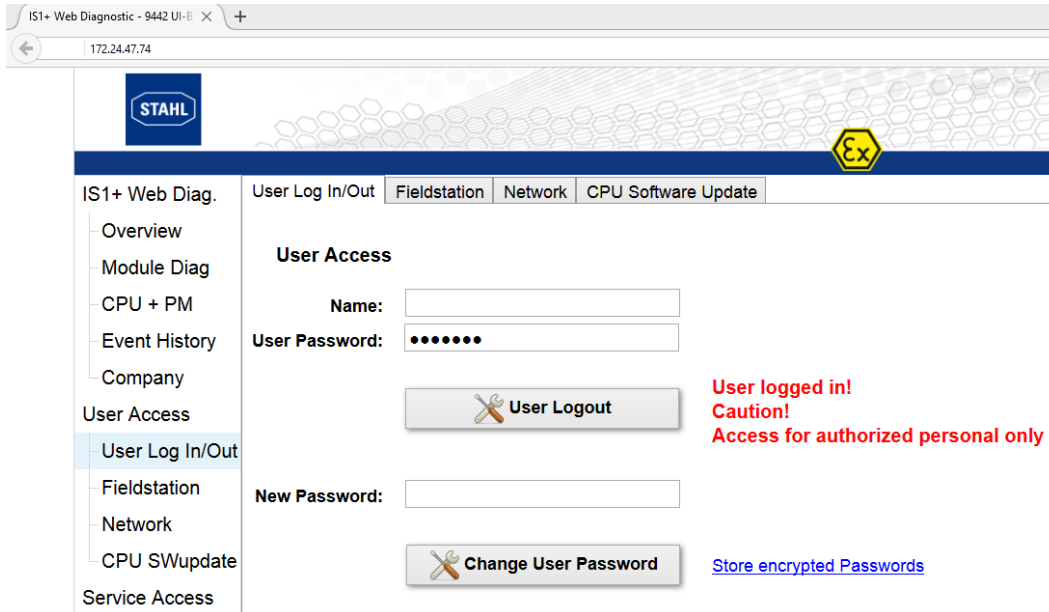 IS1+ Web Diagnostic - 9442 UI-B
172.24.47.74
STAHL
Ex
IS1+ Web Diag.
Overview
Module Diag
CPU + PM
Event History
Company
User Access
User Log In/Out
Fieldstation
Network
CPU SWupdate
Service Access
User Log In/Out Fieldstation Network CPU Software Update
User Access
Name:
User Password: •••••••
User Logout
User logged in!
Caution!
Access for authorized personal only
New Password:
Change User Password
Store encrypted Passwords